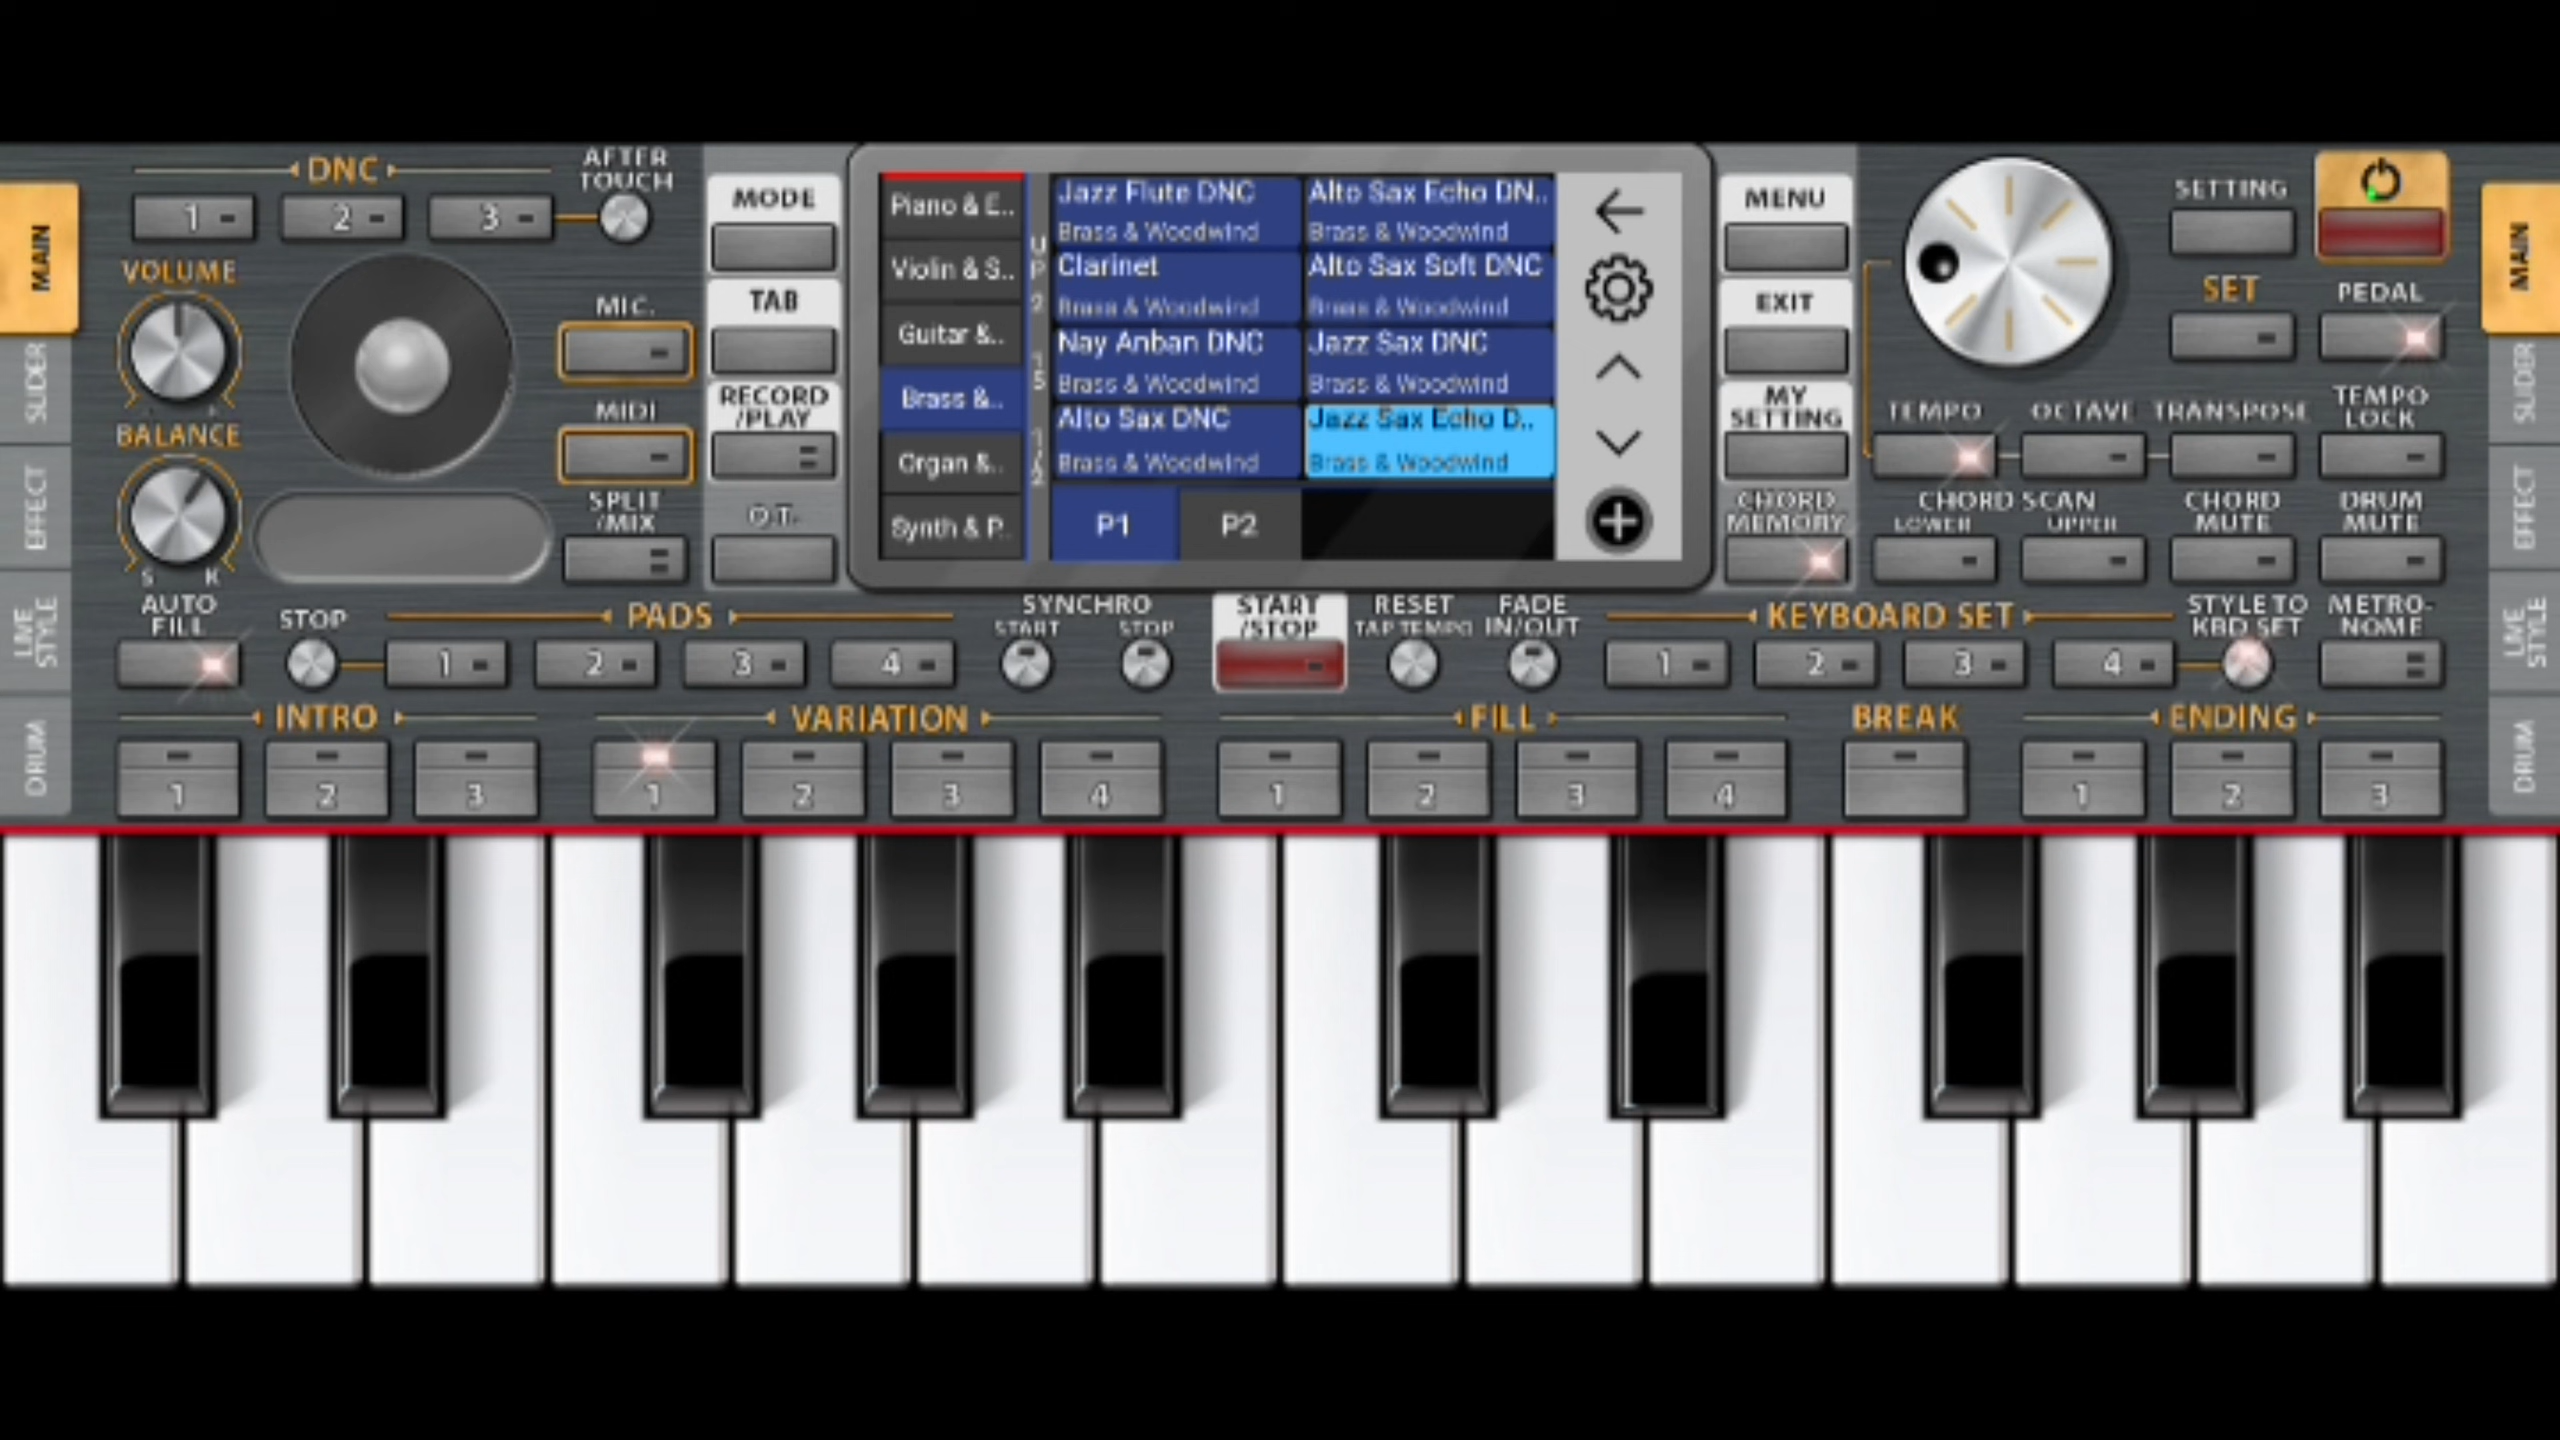 DNC
AFTER
TOUCH
1
2
3
VOLUME
BALANCE
S
K
MIC.
MIDI
SPLIT
/MIX
MODE
TAB
RECORD
/PLAY
O.T.
Piano & E..
Violin & S..
Guitar &..
Brass &..
Organ &..
Synth & P..
Jazz Flute DNC
Brass & Woodwind
Alto Sax Echo DN..
Brass & Woodwind
Clarinet
Brass & Woodwind
Alto Sax Soft DNC
Brass & Woodwind
Nay Anban DNC
Brass & Woodwind
Jazz Sax DNC
Brass & Woodwind
Alto Sax DNC
Brass & Woodwind
Jazz Sax Echo D..
Brass & Woodwind
P1
P2
MENU
EXIT
MY
SETTING
CHORD
MEMORY
SETTING
SET
PEDAL
TEMPO
OCTAVE
TRANSPOSE
TEMPO
LOCK
CHORD SCAN
LOWER
UPPER
CHORD
MUTE
DRUM
MUTE
AUTO
FILL
STOP
PADS
1
2
3
4
SYNCHRO
START
STOP
START
/STOP
RESET
TAP TEMPO
FADE
IN/OUT
KEYBOARD SET
1
2
3
4
STYLE TO
KBD SET
METRO-
NOME
INTRO
1
2
3
VARIATION
1
2
3
4
FILL
1
2
3
4
BREAK
ENDING
1
2
3
MAIN
SLIDER
EFFECT
LIVE
STYLE
DRUM
MAIN
SLIDER
EFFECT
LIVE
STYLE
DRUM